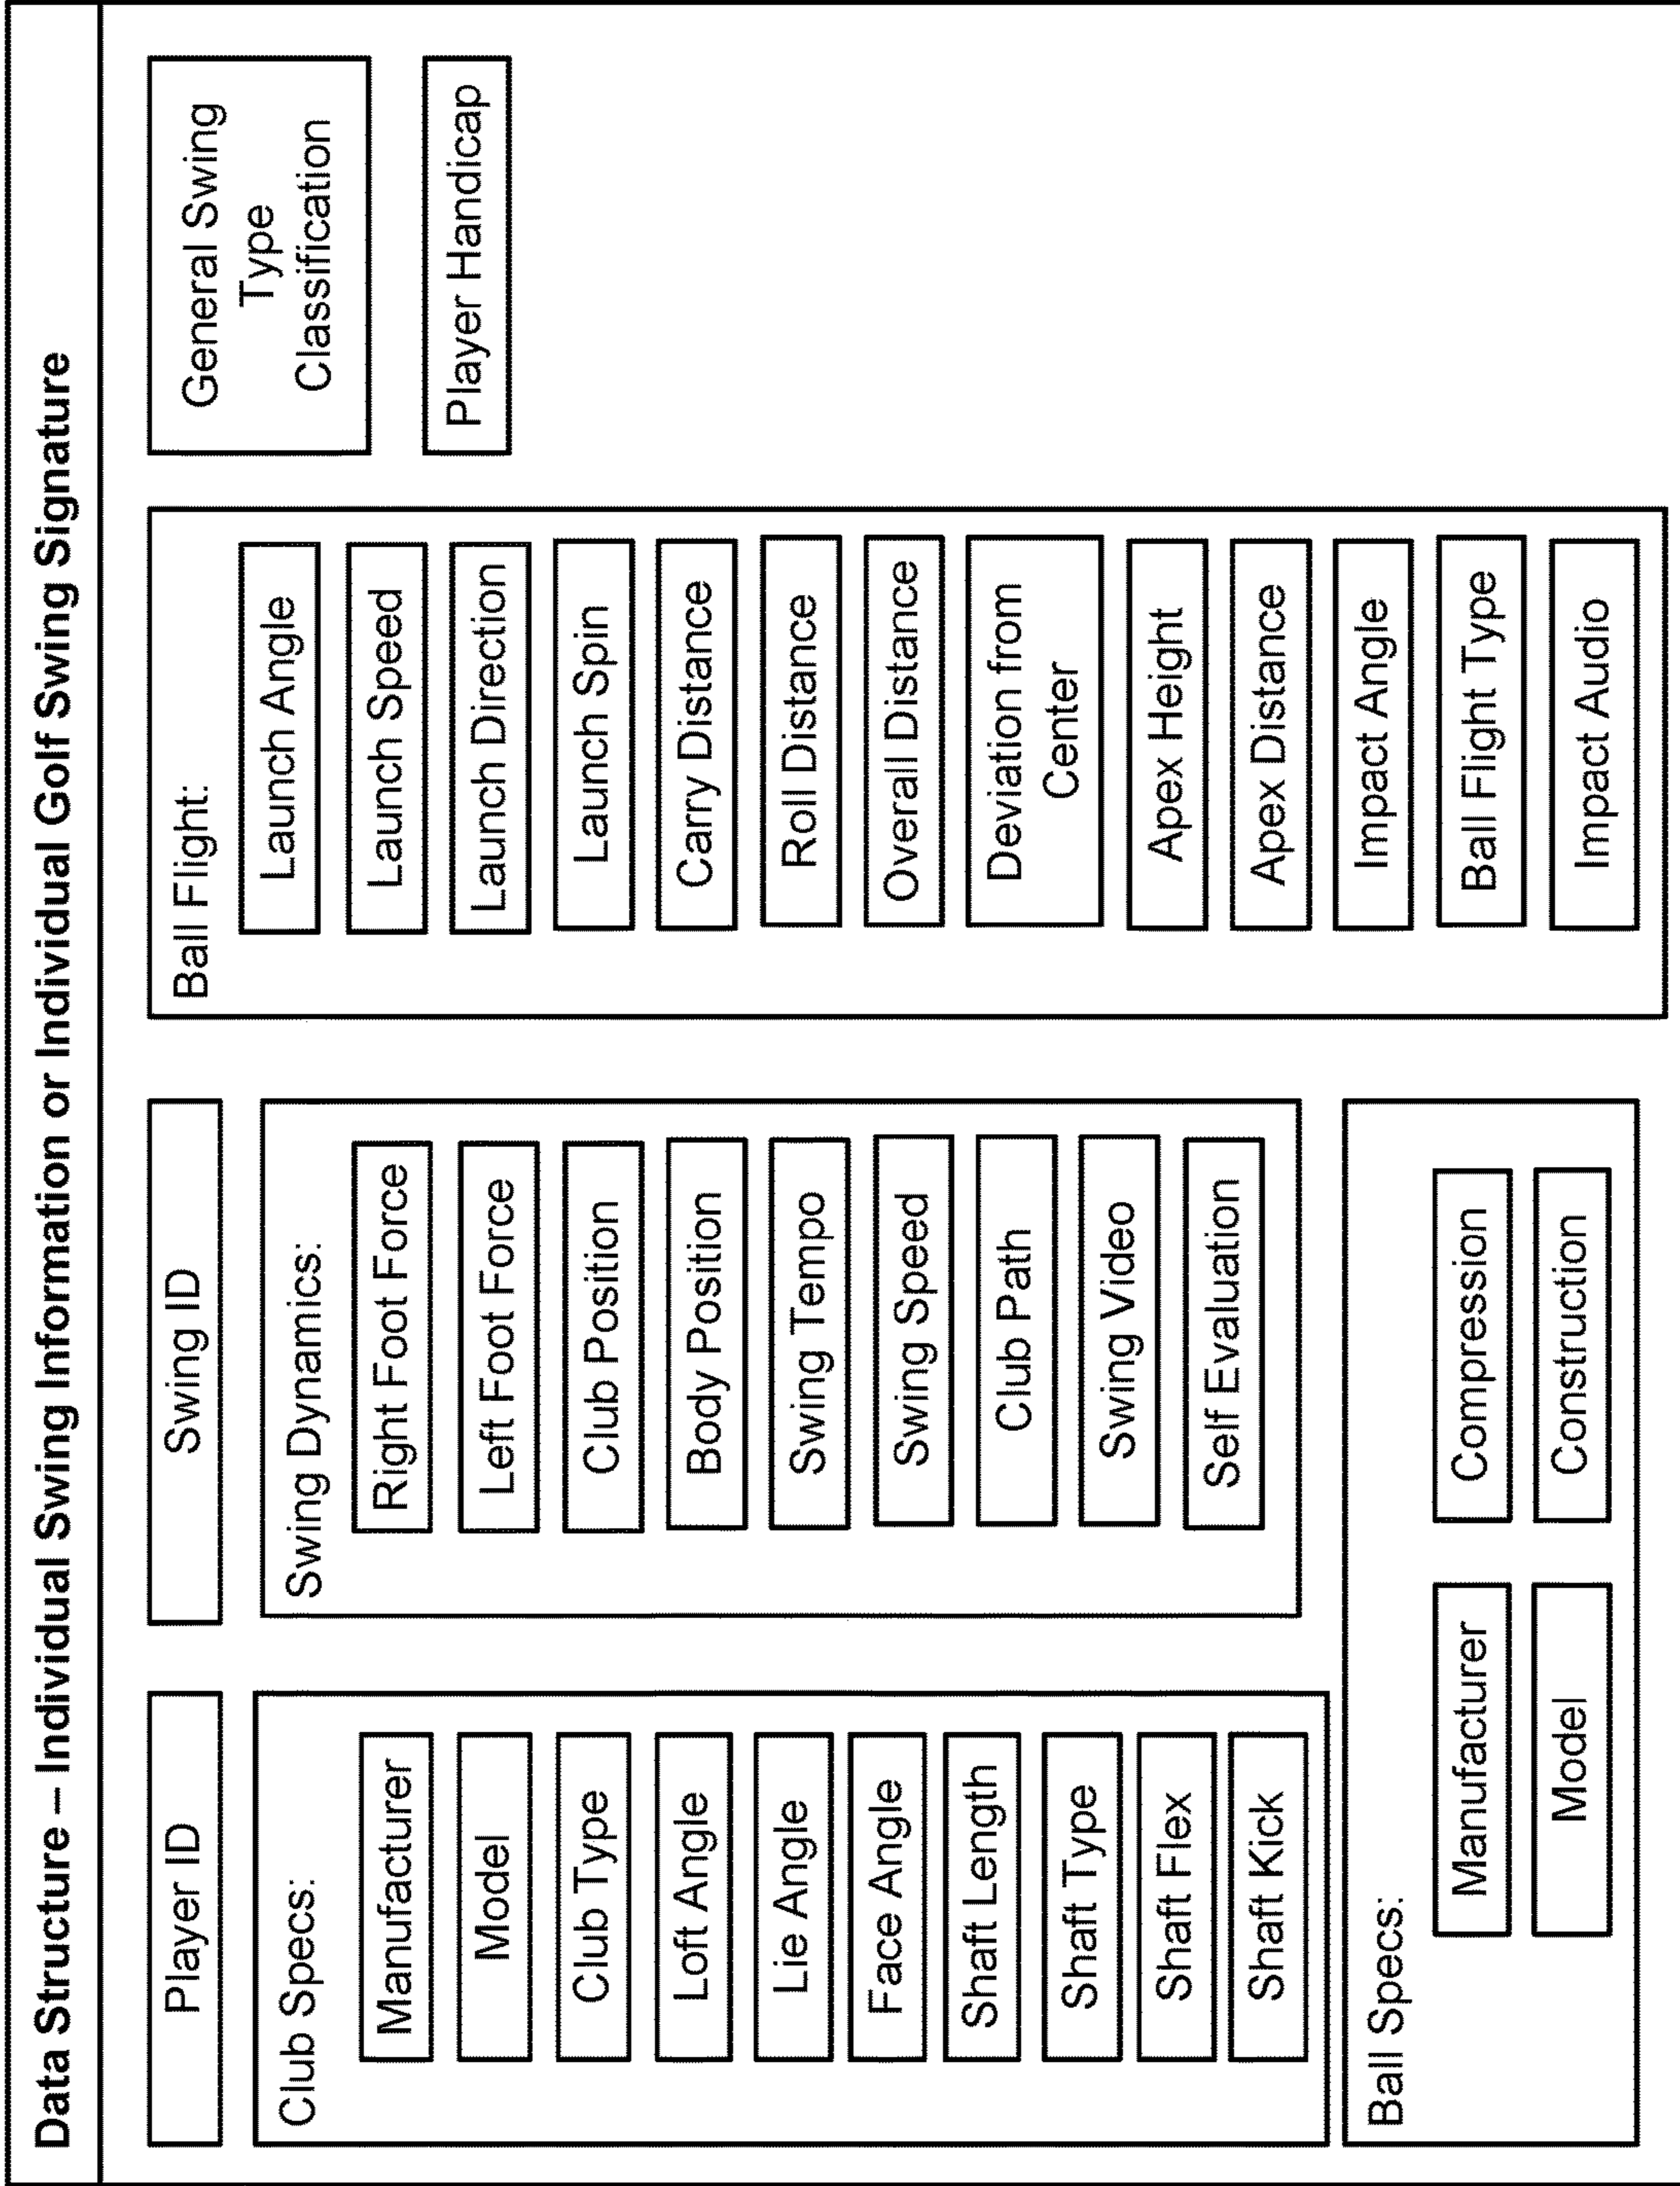 Data Structure – Individual Swing Information or Individual Golf Swing Signature
Player ID
Swing ID
Club Specs:
Manufacturer
Model
Club Type
Loft Angle
Lie Angle
Face Angle
Shaft Length
Shaft Type
Shaft Flex
Shaft Kick
Swing Dynamics:
Right Foot Force
Left Foot Force
Club Position
Body Position
Swing Tempo
Swing Speed
Club Path
Swing Video
Self Evaluation
Ball Specs:
Manufacturer
Compression
Model
Construction
Ball Flight:
Launch Angle
Launch Speed
Launch Direction
Launch Spin
Carry Distance
Roll Distance
Overall Distance
Deviation from
Center
Apex Height
Apex Distance
Impact Angle
Ball Flight Type
Impact Audio
General Swing
Type
Classification
Player Handicap